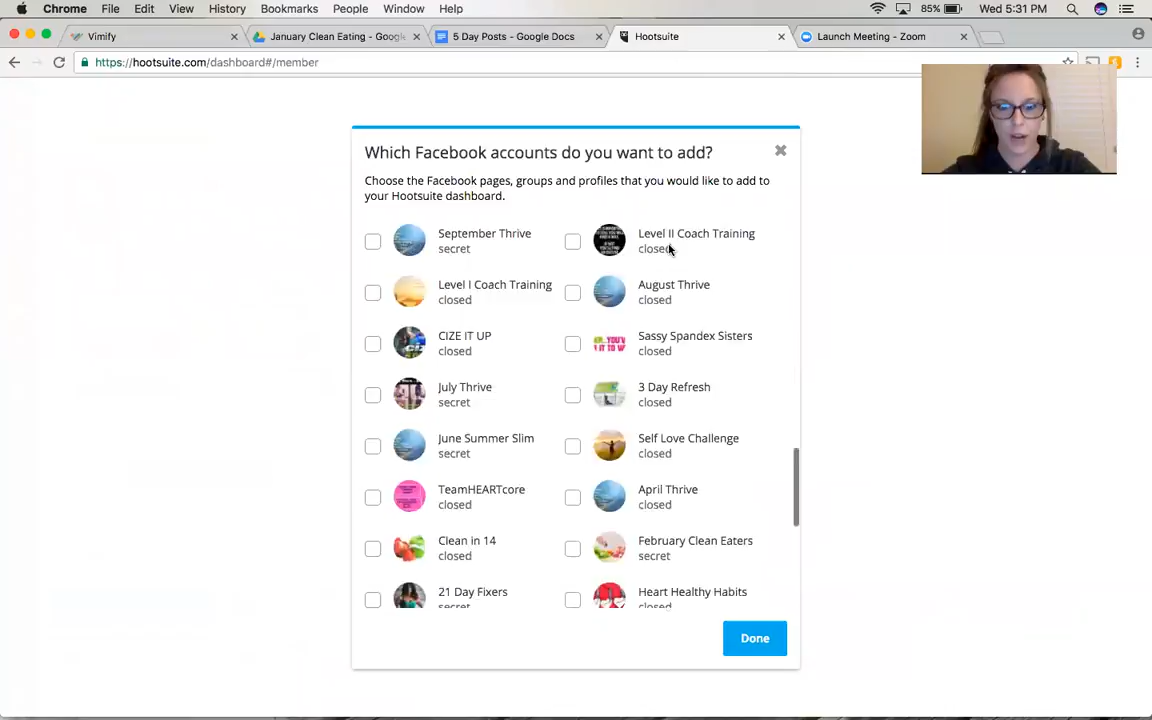 Chrome File Edit View History Bookmarks People Window Help 85% Wed 5:31 PM
Vimify January Clean Eating - Google 5 Day Posts - Google Docs Hootsuite Launch Meeting - Zoom
https://hootsuite.com/dashboard#/member
Which Facebook accounts do you want to add?
Choose the Facebook pages, groups and profiles that you would like to add to
your Hootsuite dashboard.
September Thrive
secret
Level II Coach Training
closed
Level I Coach Training
closed
August Thrive
closed
CIZE IT UP
closed
Sassy Spandex Sisters
closed
July Thrive
secret
3 Day Refresh
closed
June Summer Slim
secret
Self Love Challenge
closed
TeamHEARTcore
closed
April Thrive
closed
Clean in 14
closed
February Clean Eaters
secret
21 Day Fixers
secret
Heart Healthy Habits
closed
Done